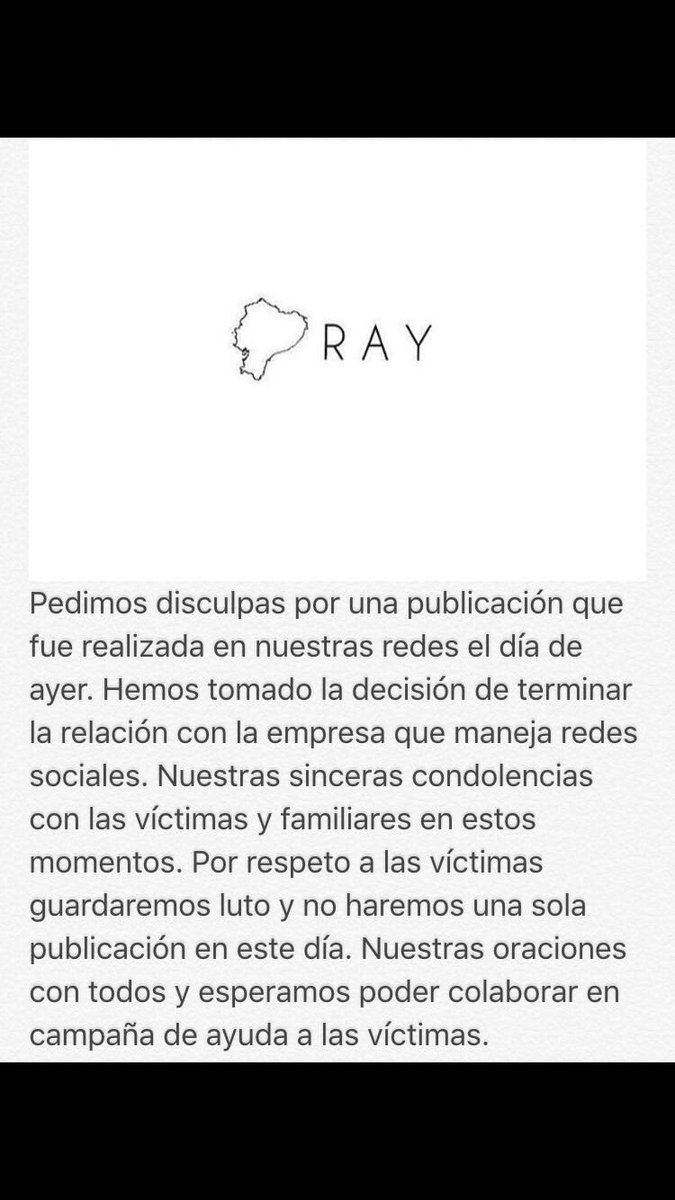 RAY
Pedimos disculpas por una publicación que
fue realizada en nuestras redes el día de
ayer. Hemos tomado la decisión de terminar
la relación con la empresa que maneja redes
sociales. Nuestras sinceras condolencias
con las víctimas y familiares en estos
momentos. Por respeto a las víctimas
guardaremos luto y no haremos una sola
publicación en este día. Nuestras oraciones
con todos y esperamos poder colaborar en
campaña de ayuda a las víctimas.